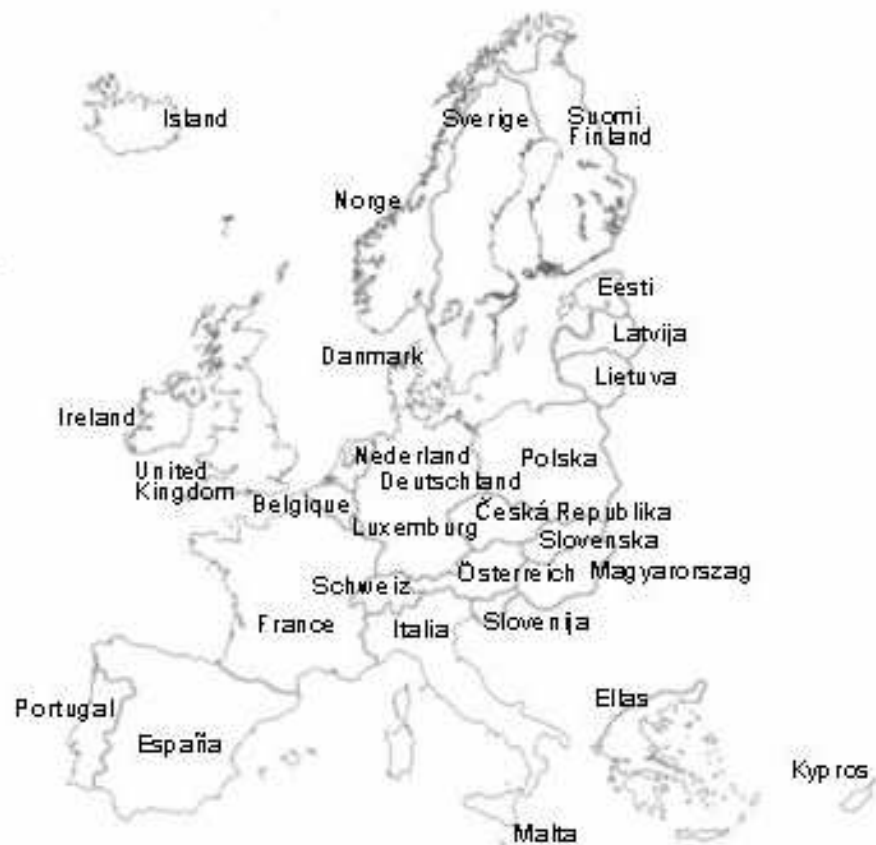 Island
Sverige
Suomi
Finland
Norge
Eesti
Latvija
Danmark
Lietuva
Ireland
Nederland
Polska
United
Kingdom
Deutschland
Belgique
Česká Republika
Luxemburg
Slovenska
Österreich
Magyarorszag
Schweiz
France
Italia
Slovenija
Ellas
Portugal
España
Kypros
Malta